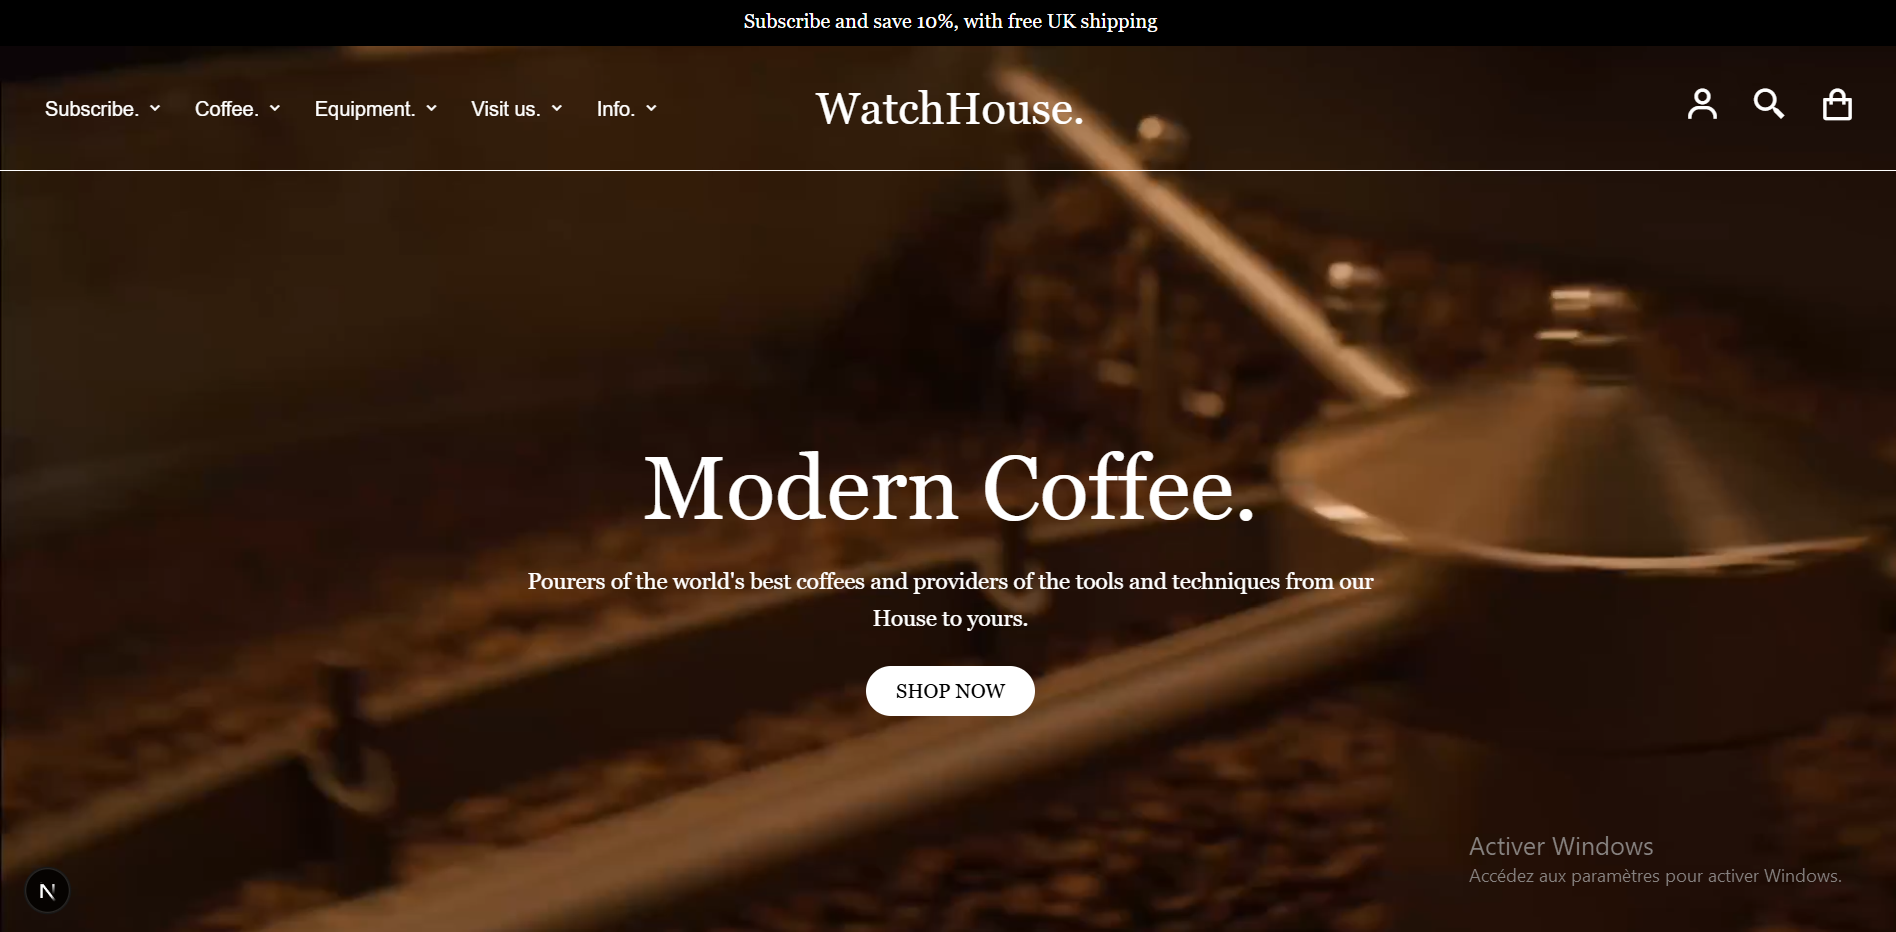 Subscribe and save 10%, with free UK shipping
Subscribe. Coffee. Equipment. Visit us. Info. WatchHouse.
Modern Coffee.
Pourers of the world's best coffees and providers of the tools and techniques from our
House to yours.
SHOP NOW
Activer Windows
Accédez aux paramètres pour activer Windows.
N